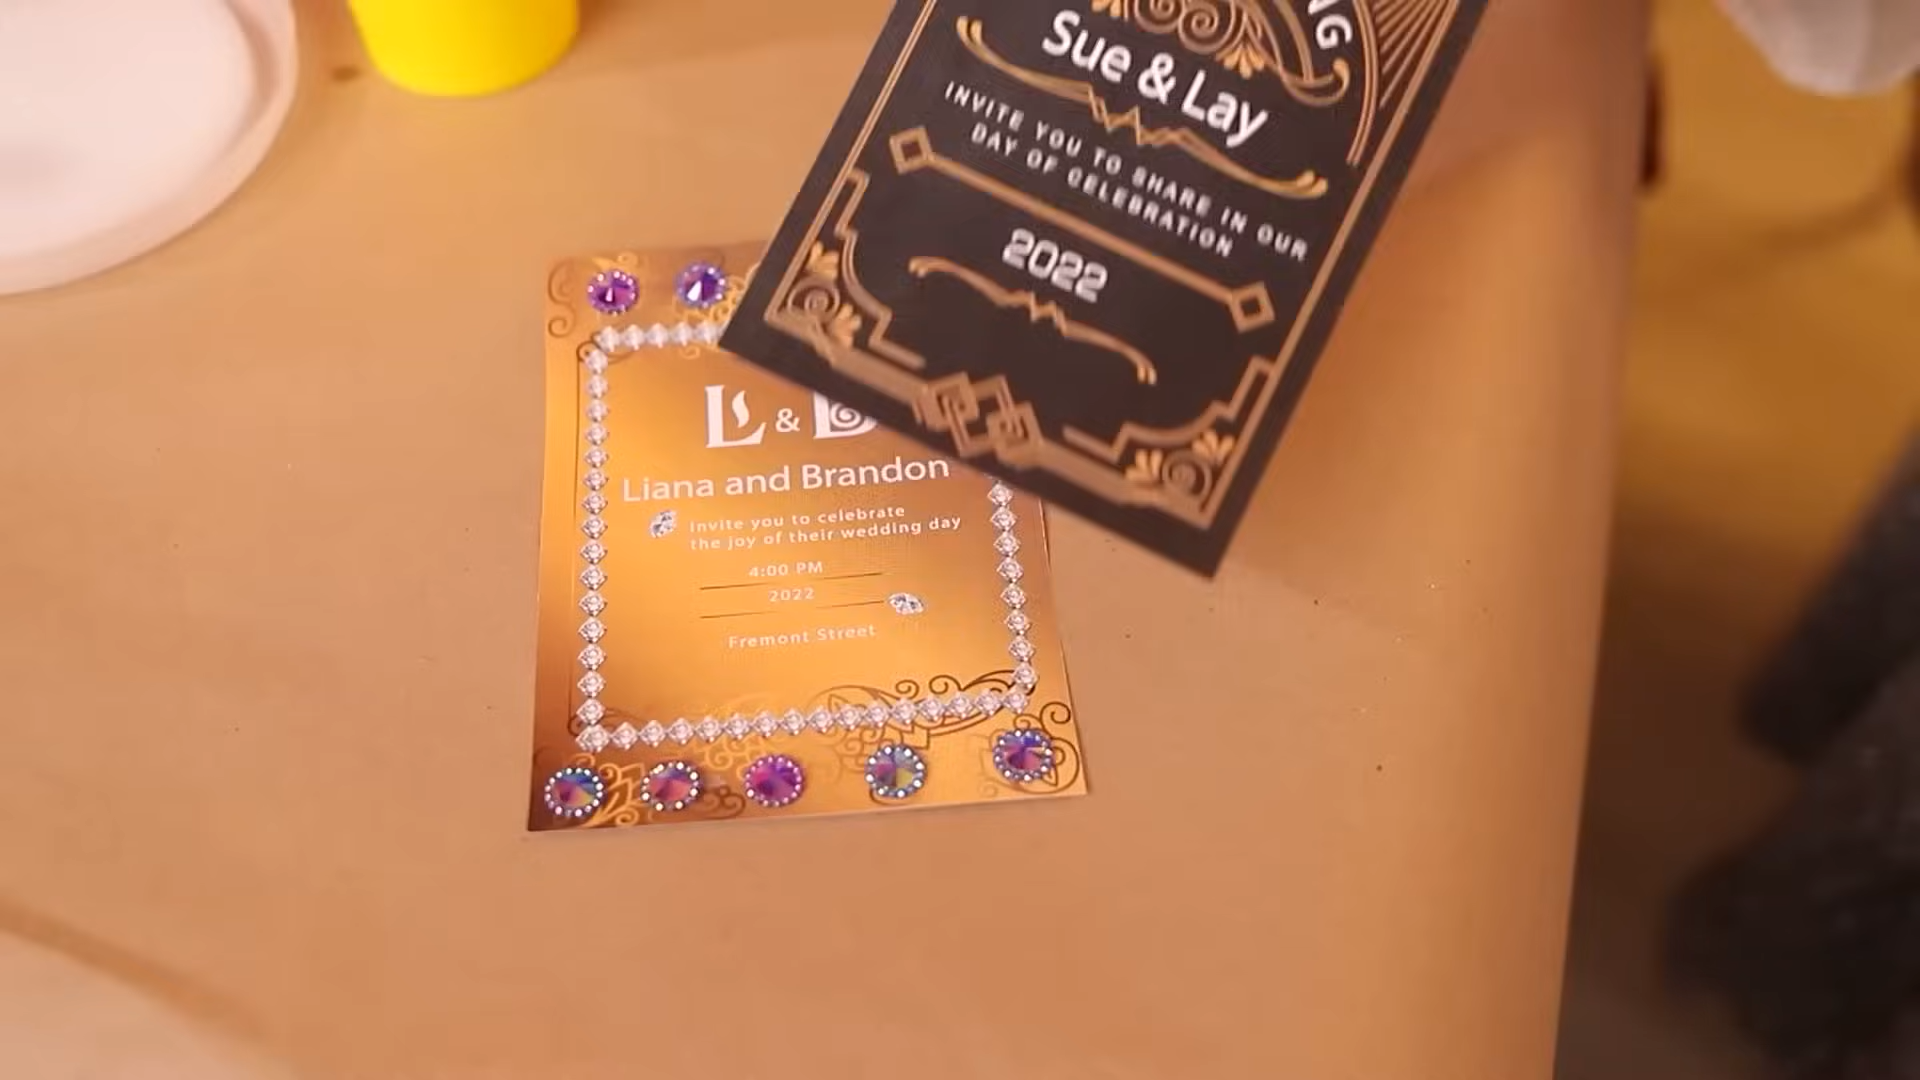 Sue & Lay
INVITE YOU TO SHARE IN OUR
DAY OF CELEBRATION
2022
L & B
Liana and Brandon
Invite you to celebrate
the joy of their wedding day
4:00 PM
2022
Fremont Street